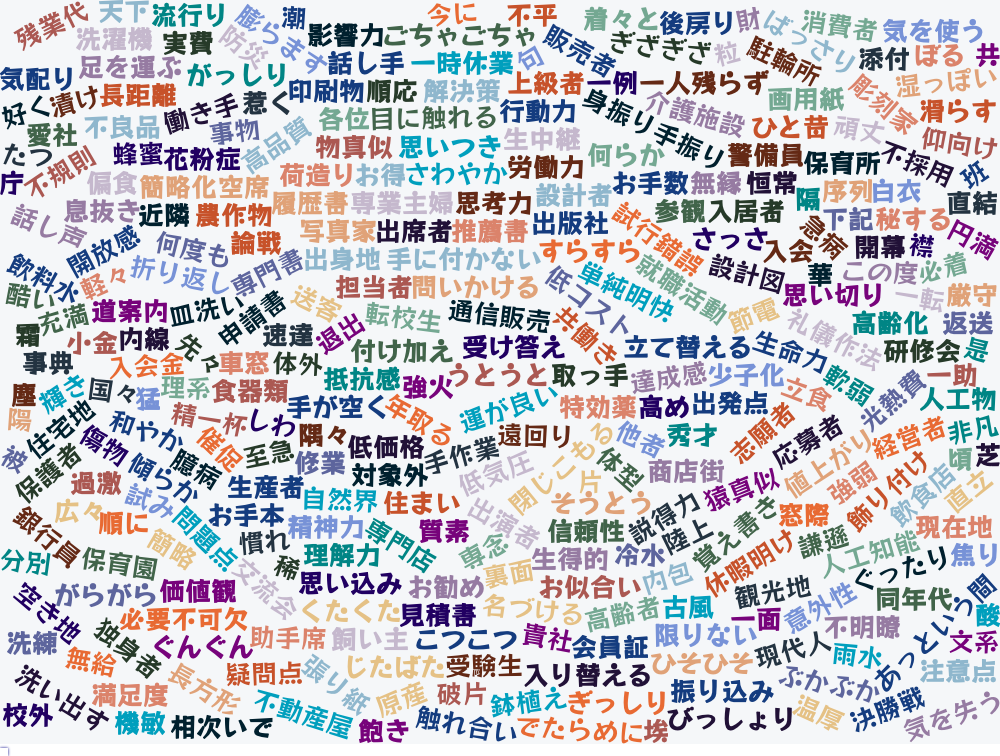 残業代
天下
流行り
膨らます
潮
影響力
ごちゃごちゃ
今に
不平
着々と
後戻り
財
ばっさり
消費者
気を使う
洗濯機
実費
防災
話し手
一時休業
句
販売者
ぎざぎざ
粒
駐輪所
添付
ぼる
共
気配り
足を運ぶ
がっしり
印刷物
順応
解決策
上級者
一例
一人残らず
画用紙
彫刻家
湿っぽい
好く
漬け
長距離
働き手
惹く
各位
目に触れる
行動力
身振り手振り
介護施設
ひと昔
頑丈
滑らす
愛社
不良品
事物
高品質
物真似
思いつき
生中継
何らか
警備員
保育所
不採用
仰向け
たつ
不規則
蜂蜜
花粉症
荷造り
お得
さわやか
労働力
お手数
無縁
恒常
隔
序列
白衣
班
庁
偏食
簡略化
空席
履歴書
専業主婦
思考力
設計者
参観
入居者
下記
秘する
直結
話し声
息抜き
近隣
農作物
写真家
出席者
推薦書
出版社
試行錯誤
さっさ
急病
入会
開幕
襟
円満
飲料水
開放感
何度も
論戦
出身地
手に付かない
すらすら
就職活動
設計図
華
この度
必着
酷い
軽々
折り返し
専門書
担当者
問いかける
低コスト
単純明快
思い切り
一転
厳守
充満
道案内
皿洗い
申請書
送客
転校生
通信販売
共働き
節電
礼儀作法
高齢化
返送
霜
小金
内線
先々
速達
退出
付け加え
受け答え
立て替える
生命力
研修会
是
事典
入会金
車窓
体外
抵抗感
強火
うとうと
取っ手
達成感
少子化
軟弱
一助
塵
輝き
国々
猛
理系
食器類
手が空く
年取る
運が良い
特効薬
高め
出発点
立食
光熱費
人工物
陽
住宅地
和やか
精一杯
しわ
隅々
低価格
手作業
遠回り
閉じこもる
他者
秀才
志願者
応募者
経営者
非凡
被
保護者
傷物
傾らか
催促
臆病
至急
修業
対象外
低気圧
片
体型
商店街
猿真似
値上がり
強弱
飾り付け
頃
芝
過激
試み
生産者
自然界
住まい
そうとう
飲食店
直立
銀行員
広々
順に
問題点
お手本
精神力
専門店
質素
出演者
信頼性
説得力
陸上
覚え書き
窓際
謙遜
現在地
分別
保育園
簡略
慣れ
稀
理解力
専念
生得的
冷水
休暇明け
人工知能
ぐったり
焦り
空き地
がらがら
価値観
交流会
思い込み
お勧め
裏面
お似合い
内包
観光地
同年代
あっという間
酸
必要不可欠
くたくた
見積書
名づける
高齢者
古風
一面
意外性
不明瞭
文系
洗練
独身者
ぐんぐん
助手席
飼い主
こつこつ
貴社
会員証
限りない
現代人
雨水
無給
長方形
疑問点
張り紙
じたばた
受験生
入り替える
ひそひそ
ぷかぷか
注意点
洗い出す
満足度
不動産屋
原産
破片
鉢植え
ぎっしり
振り込み
温厚
決勝戦
気を失う
校外
機敏
相次いで
飽き
触れ合い
でたらめに
埃
びっしょり